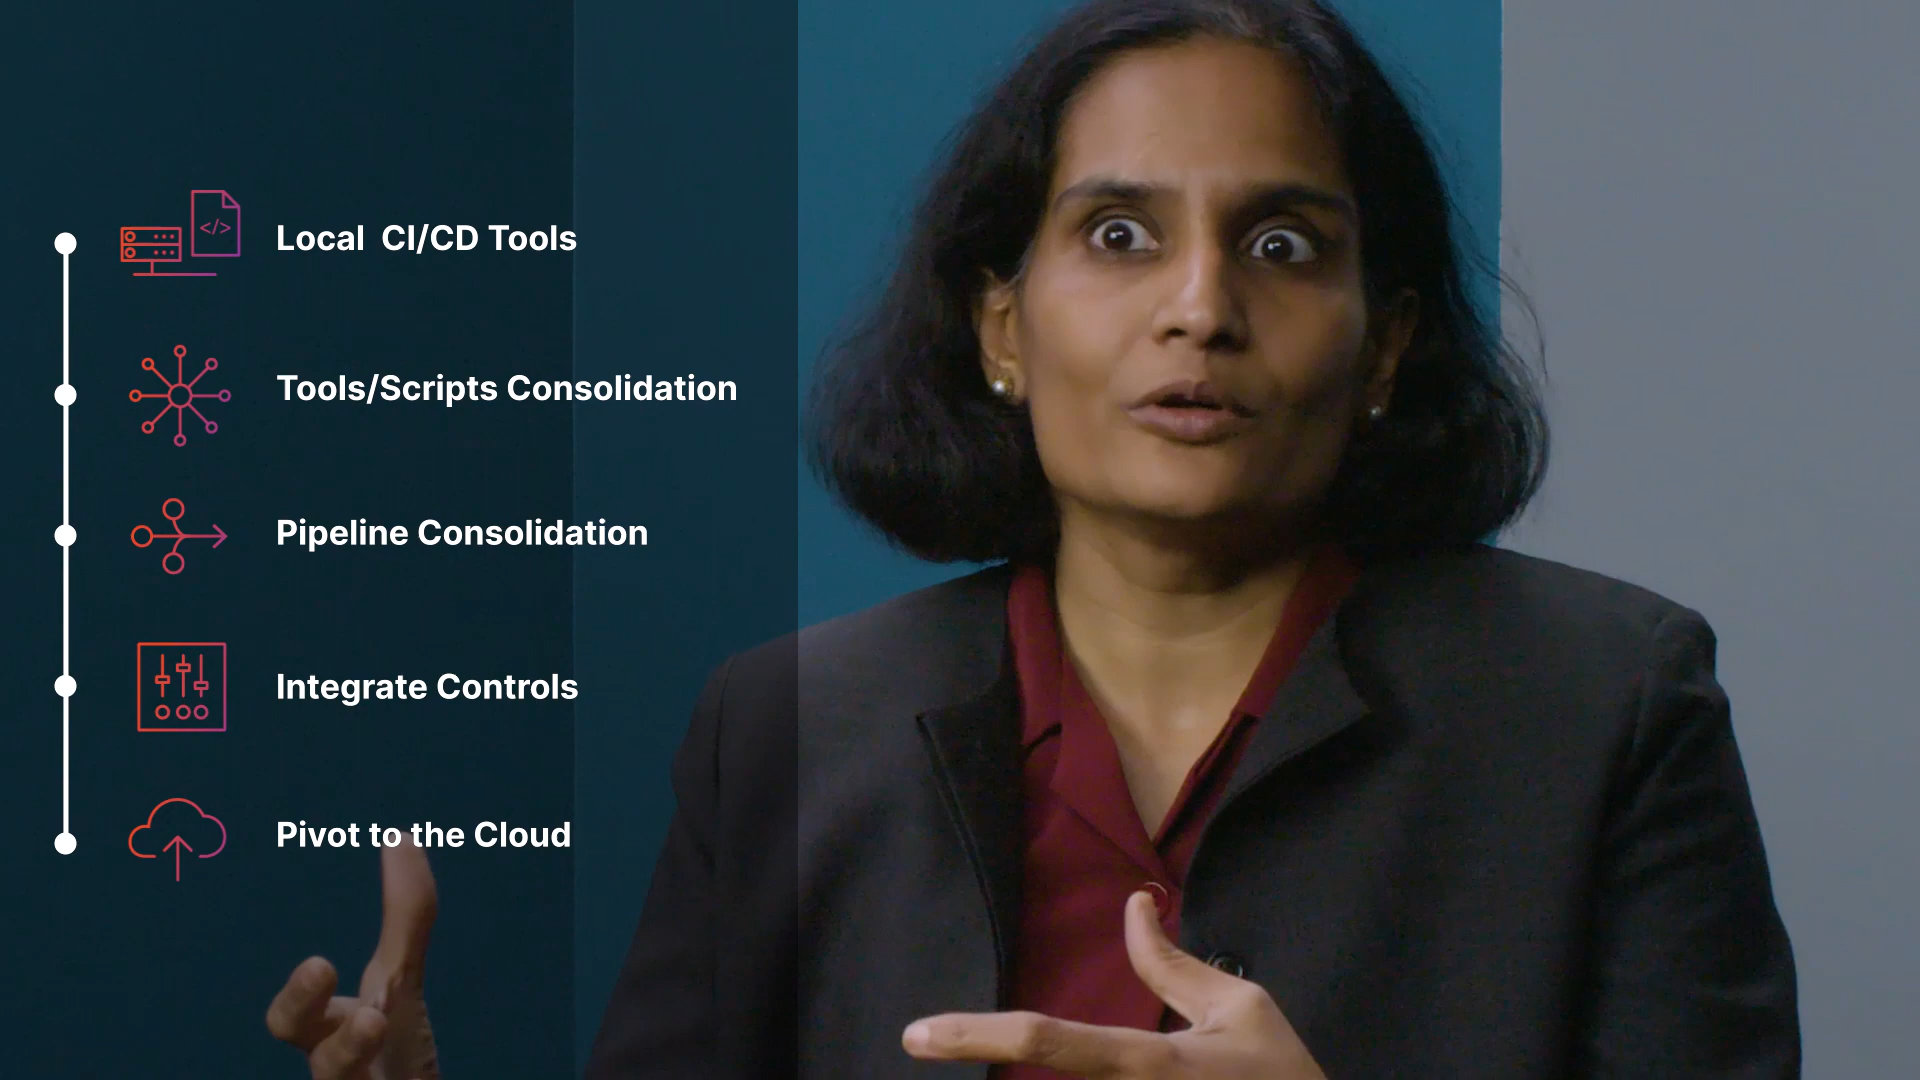 </>
Local CI/CD Tools
Tools/Scripts Consolidation
Pipeline Consolidation
Integrate Controls
Pivot to the Cloud